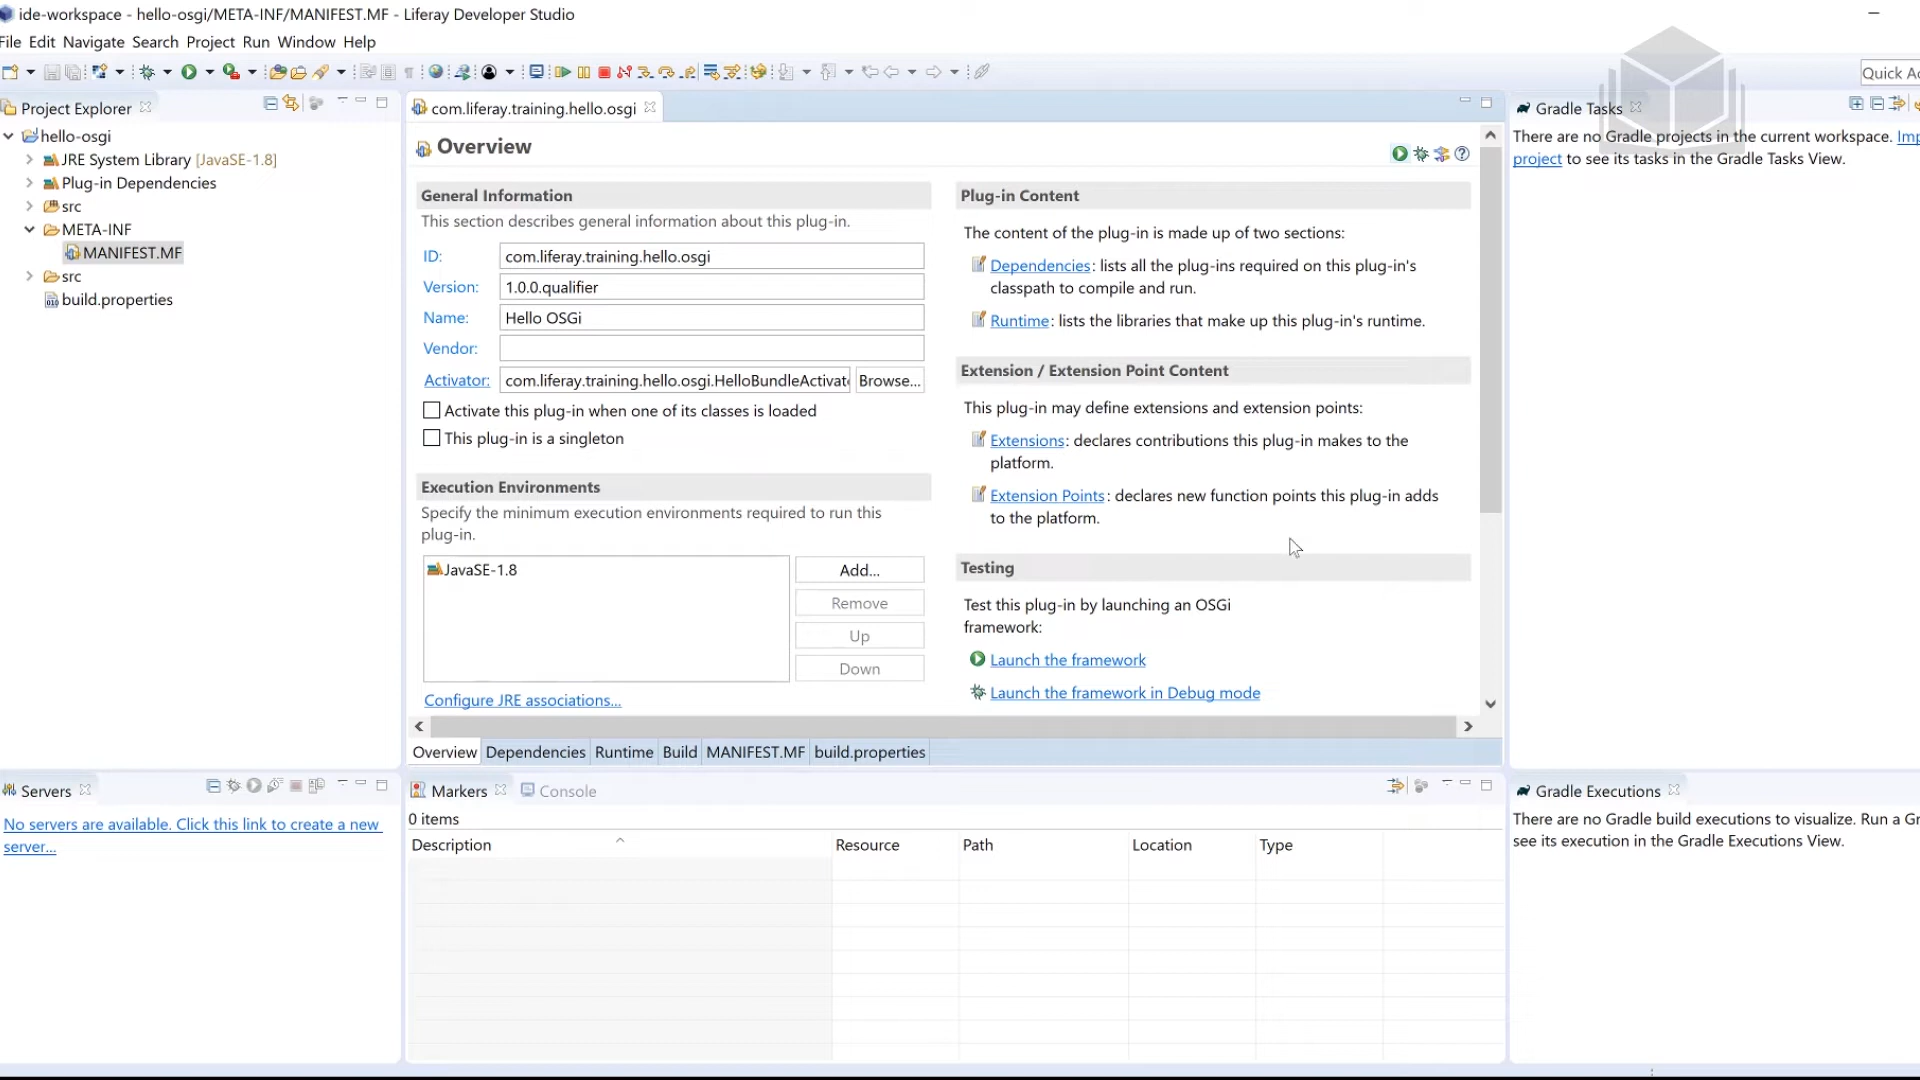 ide-workspace - hello-osgi/META-INF/MANIFEST.MF - Liferay Developer Studio
File Edit Navigate Search Project Run Window Help
Quick
Project Explorer
hello-osgi
JRE System Library [JavaSE-1.8]
Plug-in Dependencies
src
META-INF
MANIFEST.MF
src
build.properties
com.liferay.training.hello.osgi
Overview
General Information
This section describes general information about this plug-in.
ID: com.liferay.training.hello.osgi
Version: 1.0.0.qualifier
Name: Hello OSGi
Vendor:
Activator: com.liferay.training.hello.osgi.HelloBundleActivat Browse...
Activate this plug-in when one of its classes is loaded
This plug-in is a singleton
Execution Environments
Specify the minimum execution environments required to run this
plug-in.
JavaSE-1.8
Add...
Remove
Up
Down
Configure JRE associations...
Plug-in Content
The content of the plug-in is made up of two sections:
Dependencies: lists all the plug-ins required on this plug-in's
classpath to compile and run.
Runtime: lists the libraries that make up this plug-in's runtime.
Extension / Extension Point Content
This plug-in may define extensions and extension points:
Extensions: declares contributions this plug-in makes to the
platform.
Extension Points: declares new function points this plug-in adds
to the platform.
Testing
Test this plug-in by launching an OSGi
framework:
Launch the framework
Launch the framework in Debug mode
Overview Dependencies Runtime Build MANIFEST.MF build.properties
Gradle Tasks
There are no Gradle projects in the current workspace.
project to see its tasks in the Gradle Tasks View.
Servers
No servers are available. Click this link to create a new
server...
Markers Console
0 items
Description Resource Path Location Type
Gradle Executions
There are no Gradle build executions to visualize. Run a
see its execution in the Gradle Executions View.